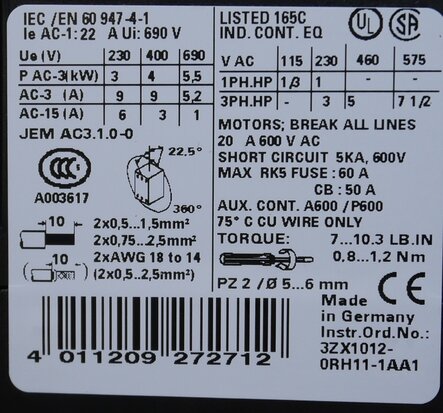 IEC /EN 60 947-4-1
Ie AC-1: 22 A Ui: 690 V
Ue (V) 230 400 690
P AC-3 (kW) 3 4 5,5
AC-3 (A) 9 9 5,2
AC-15 (A) 6 3 1
JEM AC3.1.0-0
CCC
A003617
22.5°
360°
10
2x0,5...1,5mm²
2x0,75...2,5mm²
10
2xAWG 18 to 14
(2x0,5...2,5mm²)
4 011209 272712
LISTED 165C
IND. CONT. EQ
UL
SA
V AC 115 230 460 575
1PH.HP 1/3 1 - -
3PH.HP - 3 5 7 1/2
MOTORS; BREAK ALL LINES
20 A 600 V AC
SHORT CIRCUIT 5KA, 600V
MAX RK5 FUSE : 60 A
CB : 50 A
AUX. CONT. A600 / P600
75° C CU WIRE ONLY
TORQUE: 7...10.3 LB.IN
0.8...1,2 Nm
PZ 2 / Ø 5...6 mm
Made CE
in Germany
Instr.Ord.No.:
3ZX1012-
0RH11-1AA1